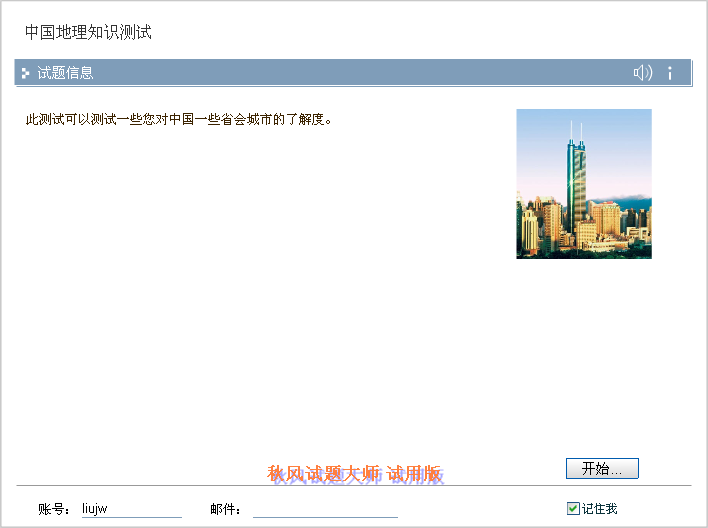 中国地理知识测试
试题信息
此测试可以测试一些您对中国一些省会城市的了解度。
秋风试题大师 试用版
开始...
账号: liujw 邮件: 记住我